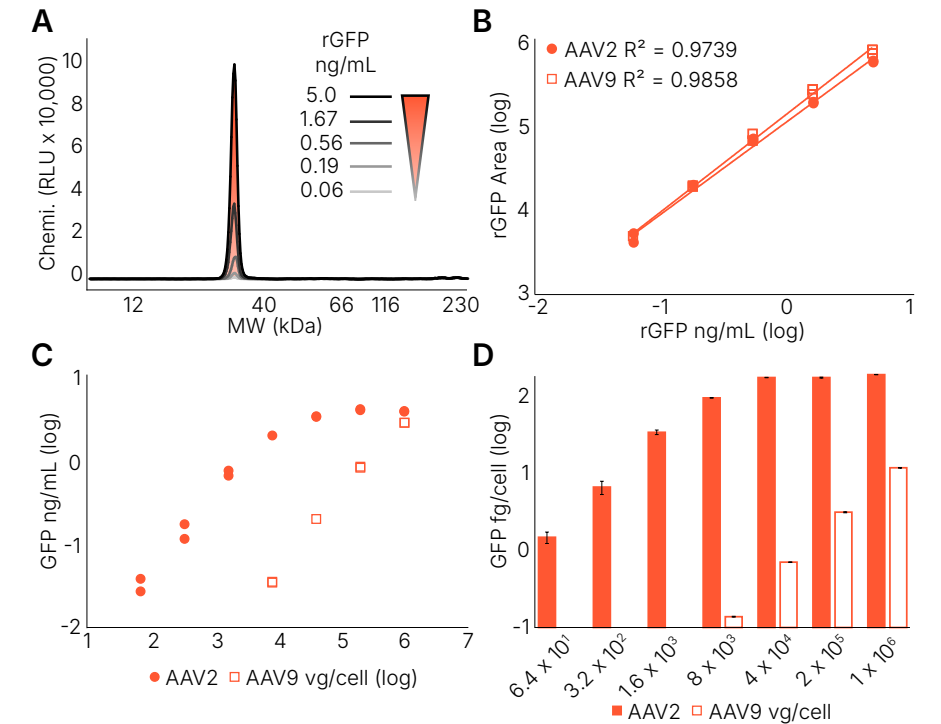 A
rGFP
ng/mL
5.0
1.67
0.56
0.19
0.06
Chemi. (RLU x 10,000)
10
8
6
4
2
0
12 40 66 116 230
MW (kDa)
B
AAV2 R² = 0.9739
AAV9 R² = 0.9858
rGFP Area (log)
6
5
4
3
-2 -1 0 1
rGFP ng/mL (log)
C
GFP ng/mL (log)
1
0
-1
-2
1 2 3 4 5 6 7
AAV2 AAV9 vg/cell (log)
D
GFP fg/cell (log)
2
1
0
-1
6.4 x 10¹
3.2 x 10²
1.6 x 10³
8 x 10³
4 x 10⁴
2 x 10⁵
1 x 10⁶
AAV2 AAV9 vg/cell